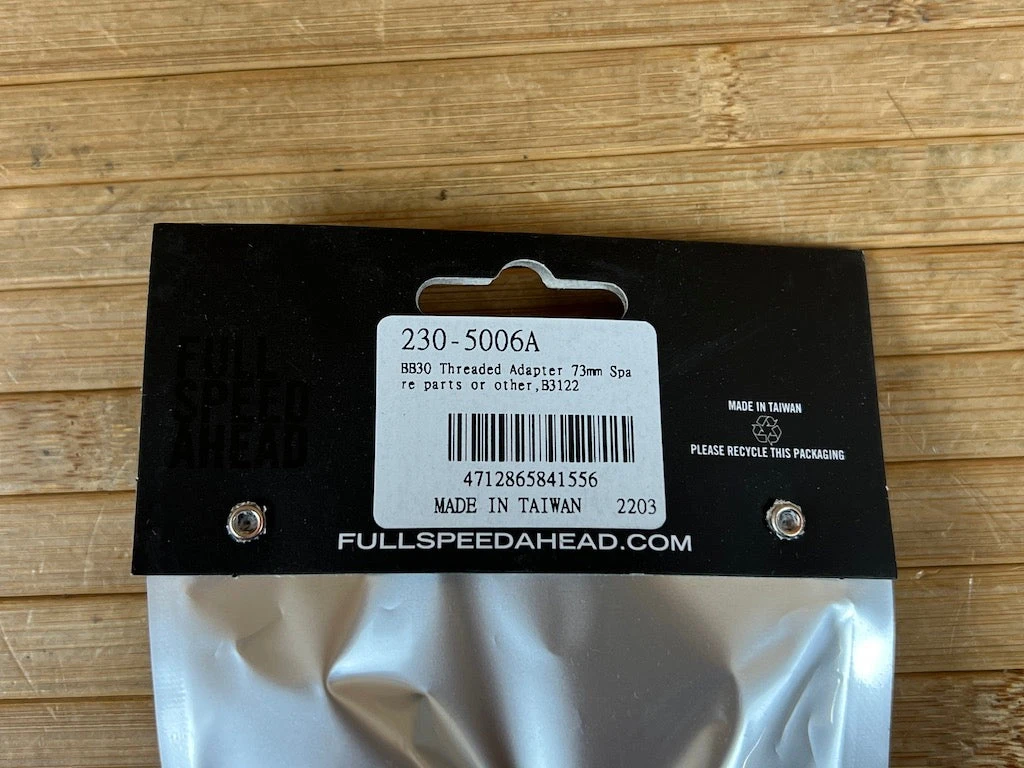 230-5006A
BB30 Threaded Adapter 73mm Spa
re parts or other,B3122
4712865841556
MADE IN TAIWAN 2203
FULL
SPEED
AHEAD
MADE IN TAIWAN
PLEASE RECYCLE THIS PACKAGING
FULLSPEEDAHEAD.COM